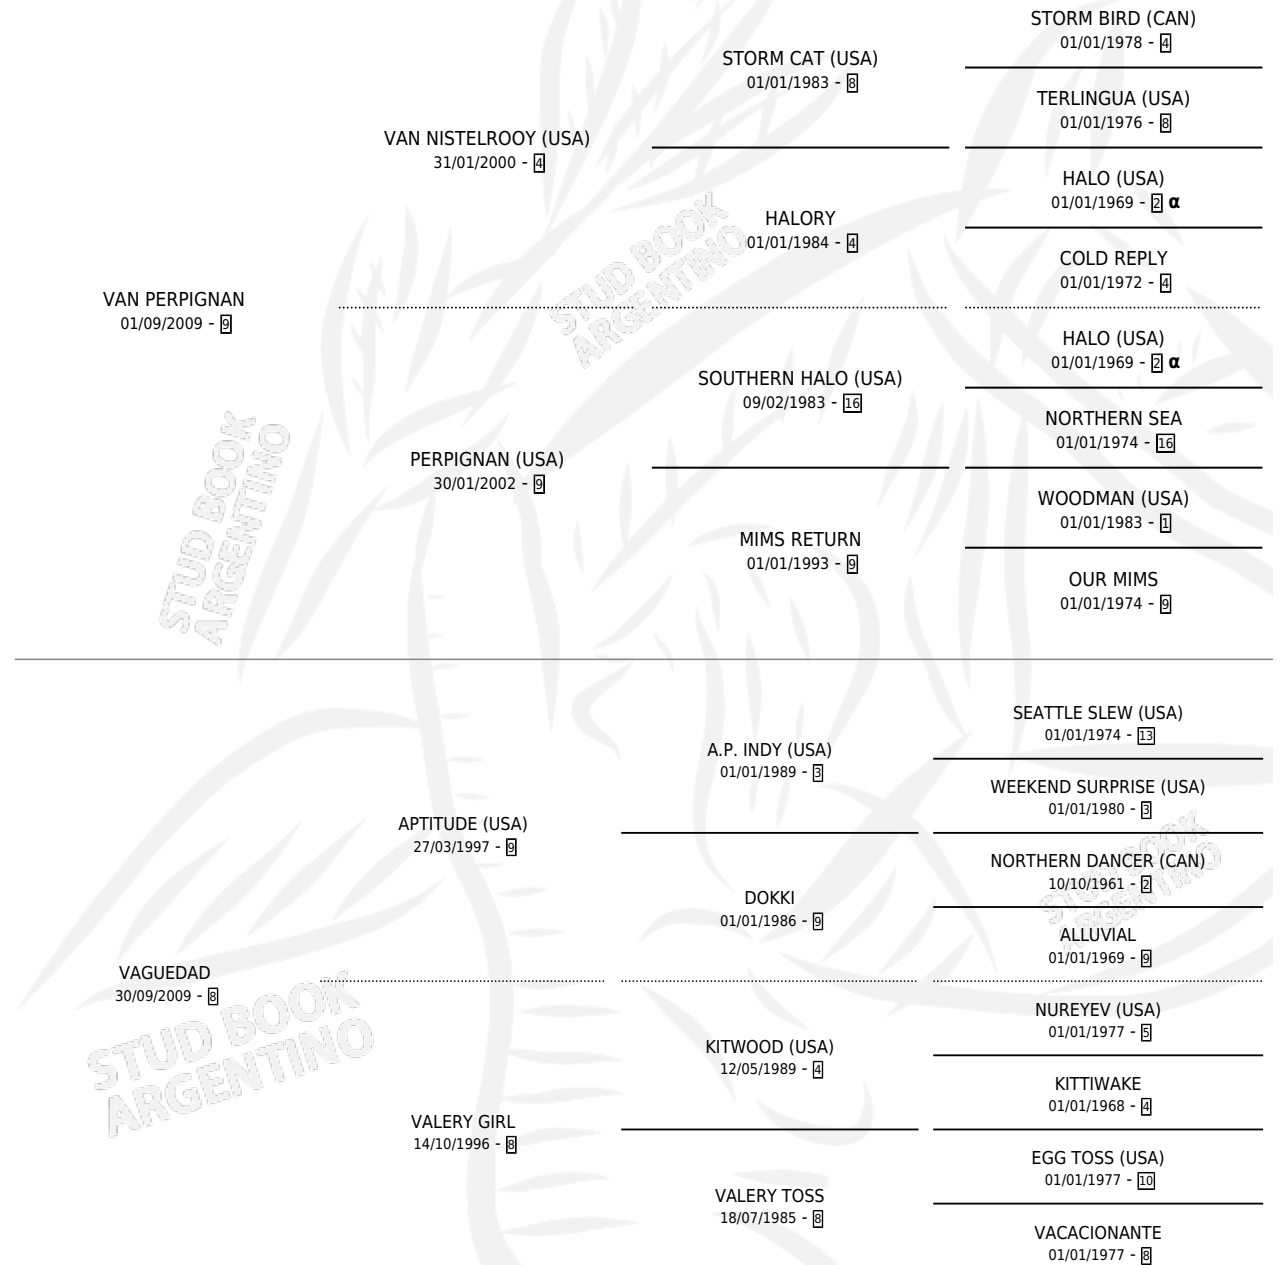 STORM BIRD (CAN)
01/01/1978 - 4
STORM CAT (USA)
01/01/1983 - 8
TERLINGUA (USA)
01/01/1976 - 8
VAN NISTELROOY (USA)
31/01/2000 - 4
HALO (USA)
01/01/1969 - 2 α
HALORY
01/01/1984 - 4
COLD REPLY
01/01/1972 - 4
VAN PERPIGNAN
01/09/2009 - 9
HALO (USA)
01/01/1969 - 2 α
SOUTHERN HALO (USA)
09/02/1983 - 16
NORTHERN SEA
01/01/1974 - 16
PERPIGNAN (USA)
30/01/2002 - 9
WOODMAN (USA)
01/01/1983 - 1
MIMS RETURN
01/01/1993 - 9
OUR MIMS
01/01/1974 - 9
SEATTLE SLEW (USA)
01/01/1974 - 13
A.P. INDY (USA)
01/01/1989 - 3
WEEKEND SURPRISE (USA)
01/01/1980 - 3
APTITUDE (USA)
27/03/1997 - 9
NORTHERN DANCER (CAN)
10/10/1961 - 2
DOKKI
01/01/1986 - 9
ALLUVIAL
01/01/1969 - 9
VAGUEDAD
30/09/2009 - 8
NUREYEV (USA)
01/01/1977 - 5
KITWOOD (USA)
12/05/1989 - 4
KITTIWAKE
01/01/1968 - 4
VALERY GIRL
14/10/1996 - 8
EGG TOSS (USA)
01/01/1977 - 10
VALERY TOSS
18/07/1985 - 8
VACACIONANTE
01/01/1977 - 8
STUD BOOK
ARGENTINO
STUD BOOK
ARGENTINO
STUD BOOK
ARGENTINO
STUD BOOK
ARGENTINO